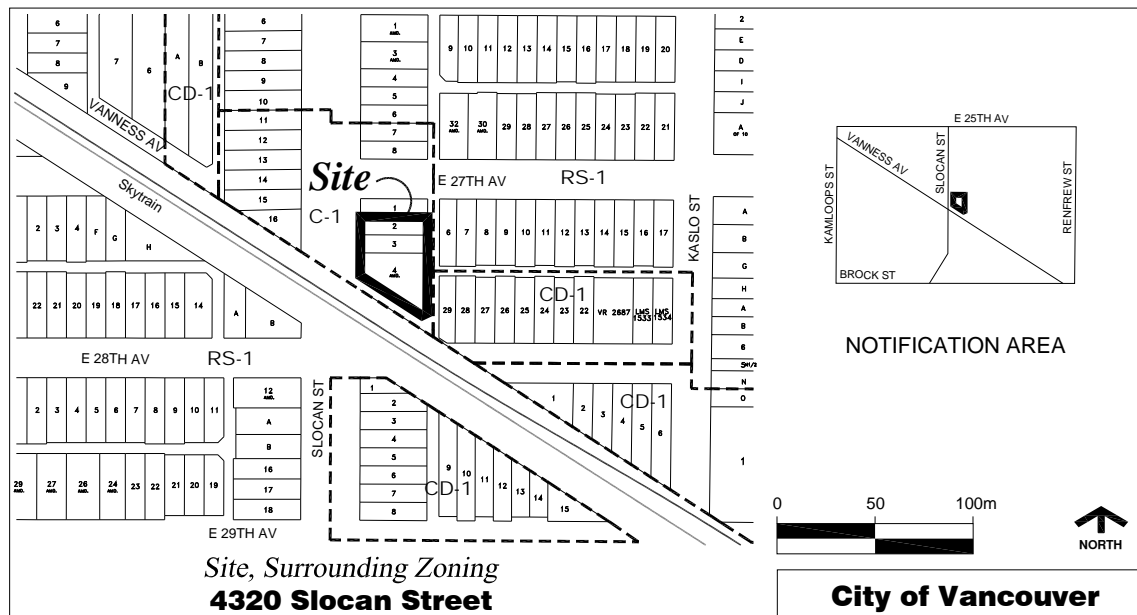 6
7
8
9
7
6
A
B
CD-1
6
7
8
9
10
11
12
13
14
15
16
1
AMD.
3
AMD.
4
5
6
7
8
9 10 11 12 13 14 15 16 17 18 19 20
32
AMD.
30
AMD.
29 28 27 26 25 24 23 22 21
2
E
D
I
J
A
OF 10
VANNESS AV
Skytrain
E 27TH AV
RS-1
Site
C-1
1
2
3
4
AMD.
6 7 8 9 10 11 12 13 14 15 16 17
KASLO ST
A
B
G
H
A
B
6
S
N
O
1
2 3 4 F G H
22 21 20 19 18 17 16 15 14
A B
29 28 27 26 25 24 23 22 VR 2687 LMS 1533 LMS 1534
CD-1
E 28TH AV
RS-1
2 3 4 5 6 7 8 9 10 11
12
AMD.
A
B
16
17
18
29
AMD.
27
AMD.
26
AMD.
24
AMD.
23 22 21 20 19
SLOCAN ST
1
2
3
4
5
6
7
8
9 10 11 12 13 14 15
CD-1
1 2 3 4 5 6
CD-1
E 29TH AV
Site, Surrounding Zoning
4320 Slocan Street
E 25TH AV
VANNESS AV
SLOCAN ST
KAMLOOPS ST
RENFREW ST
BROCK ST
NOTIFICATION AREA
0 50 100m
NORTH
City of Vancouver